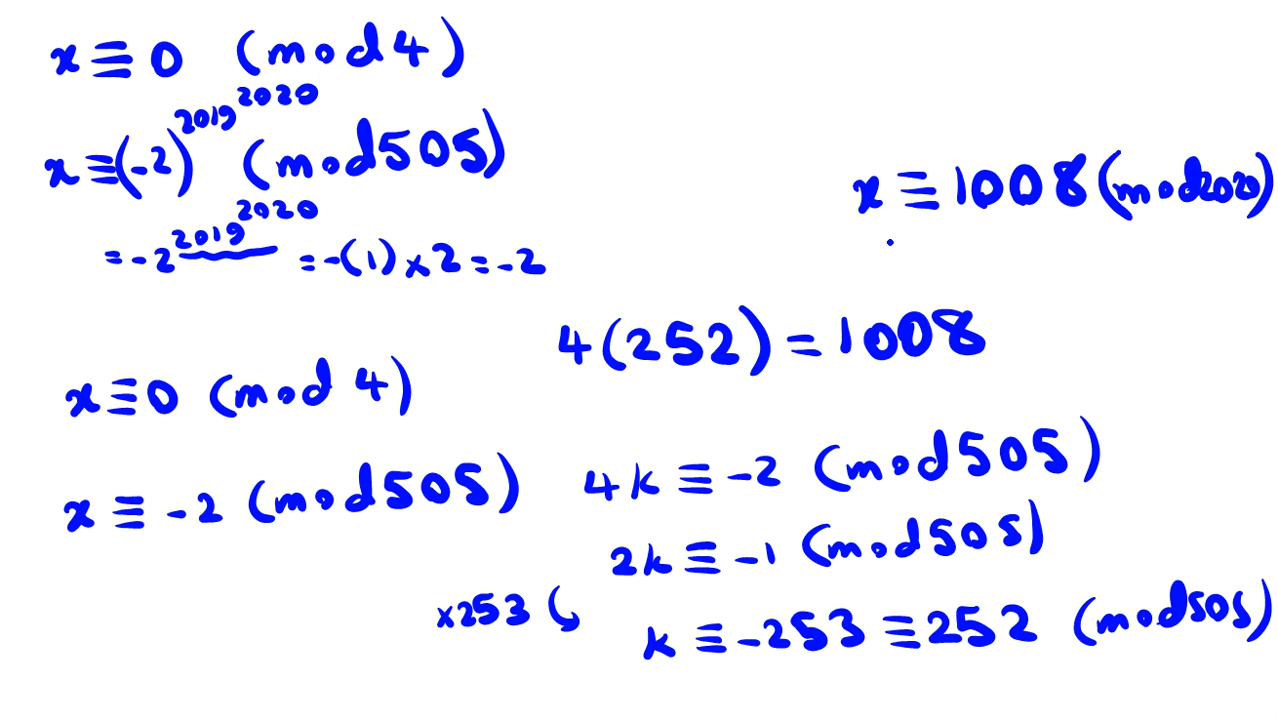 x ≡ 0 (mod 4)
x ≡ (-2)^2019^2020 (mod 505)
= -2^2019^2020 = -(1) × 2 = -2
x ≡ 1008 (mod 2020)
4(252) = 1008
x ≡ 0 (mod 4)
x ≡ -2 (mod 505)
4k ≡ -2 (mod 505)
2k ≡ -1 (mod 505)
×253
k ≡ -253 ≡ 252 (mod 505)